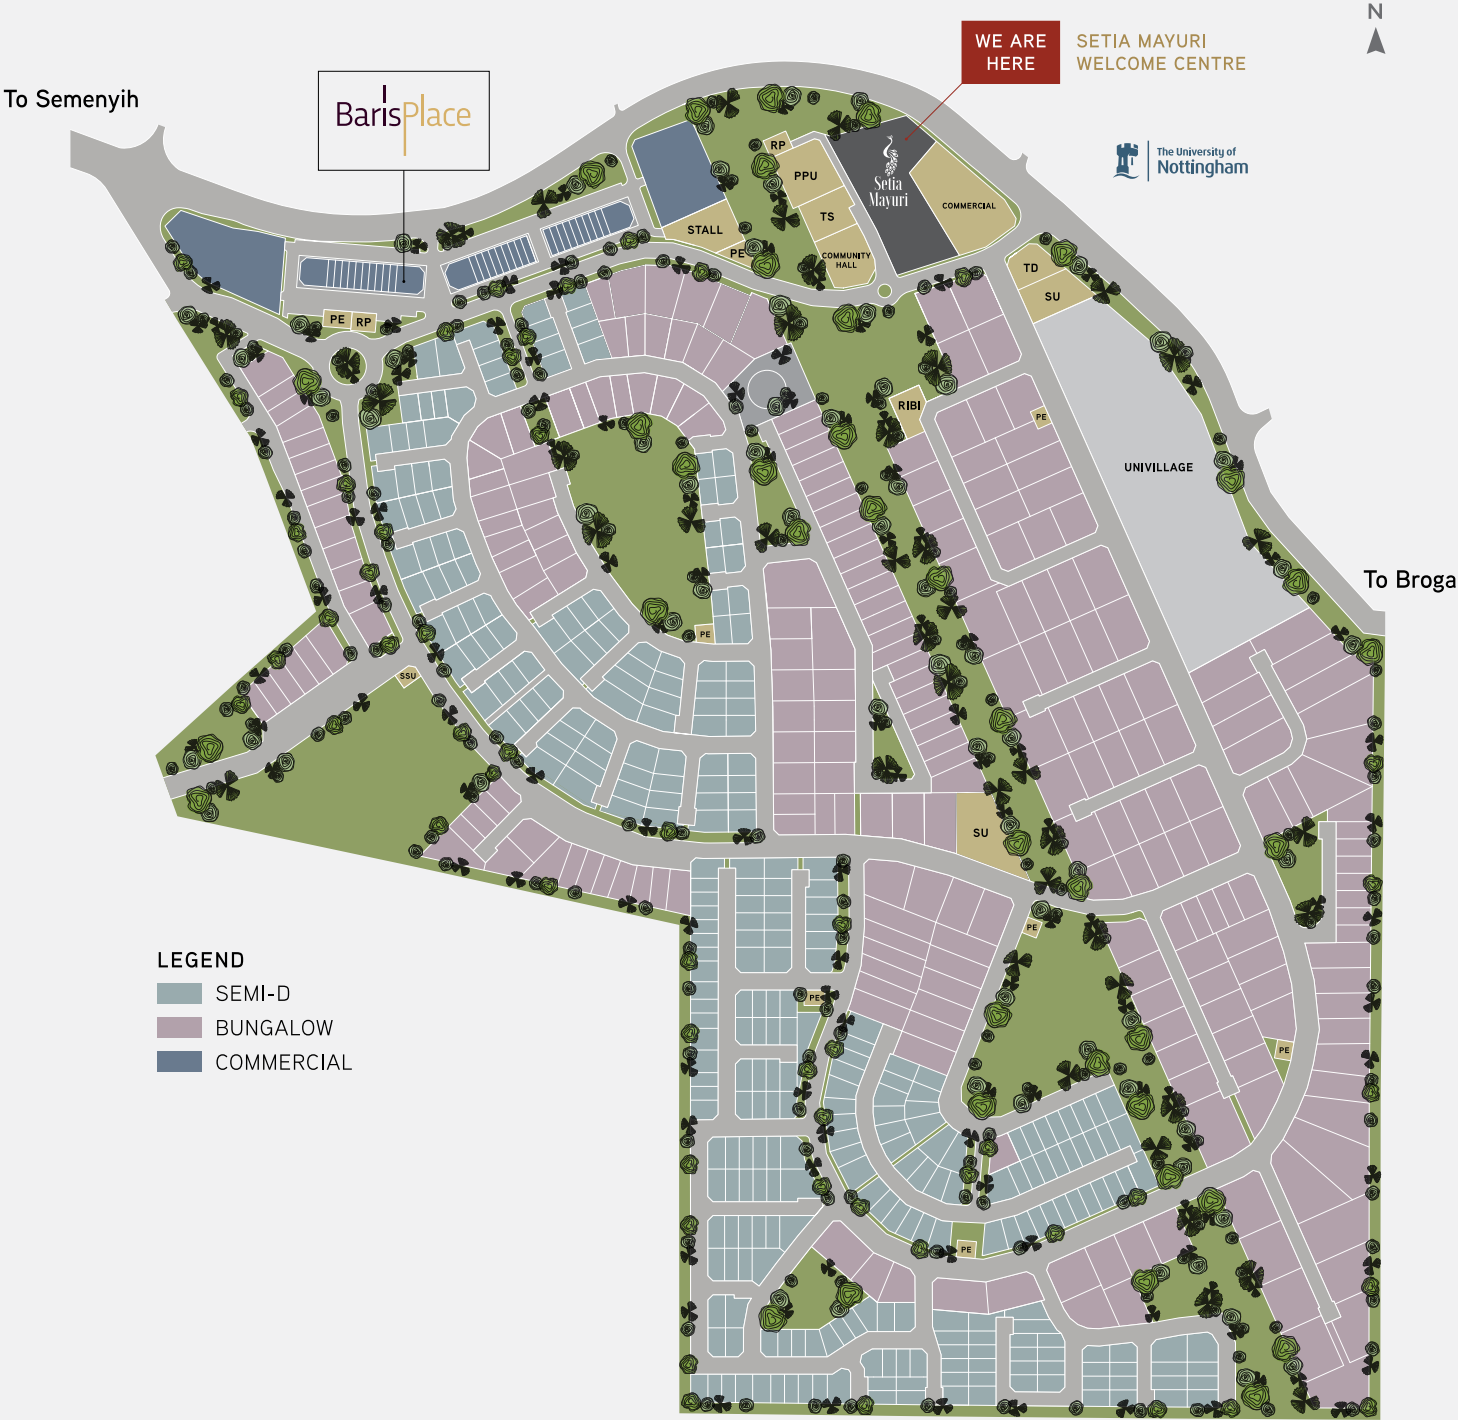 N
WE ARE
HERE
SETIA MAYURI
WELCOME CENTRE
To Semenyih
BarisPlace
RP
PPU
TS
COMMUNITY
HALL
STALL
PE
Setia
Mayuri
COMMERCIAL
The University of
Nottingham
TD
SU
PE
RP
RIBI
PE
UNIVILLAGE
To Broga
PE
SSU
SU
PE
PE
PE
PE
LEGEND
SEMI-D
BUNGALOW
COMMERCIAL